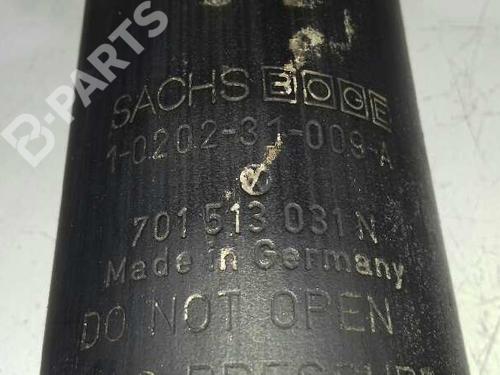 B-PARTS
SACHS BOGE
1-0202-31-009-A
701 513 031 N
Made in Germany
DO NOT OPEN